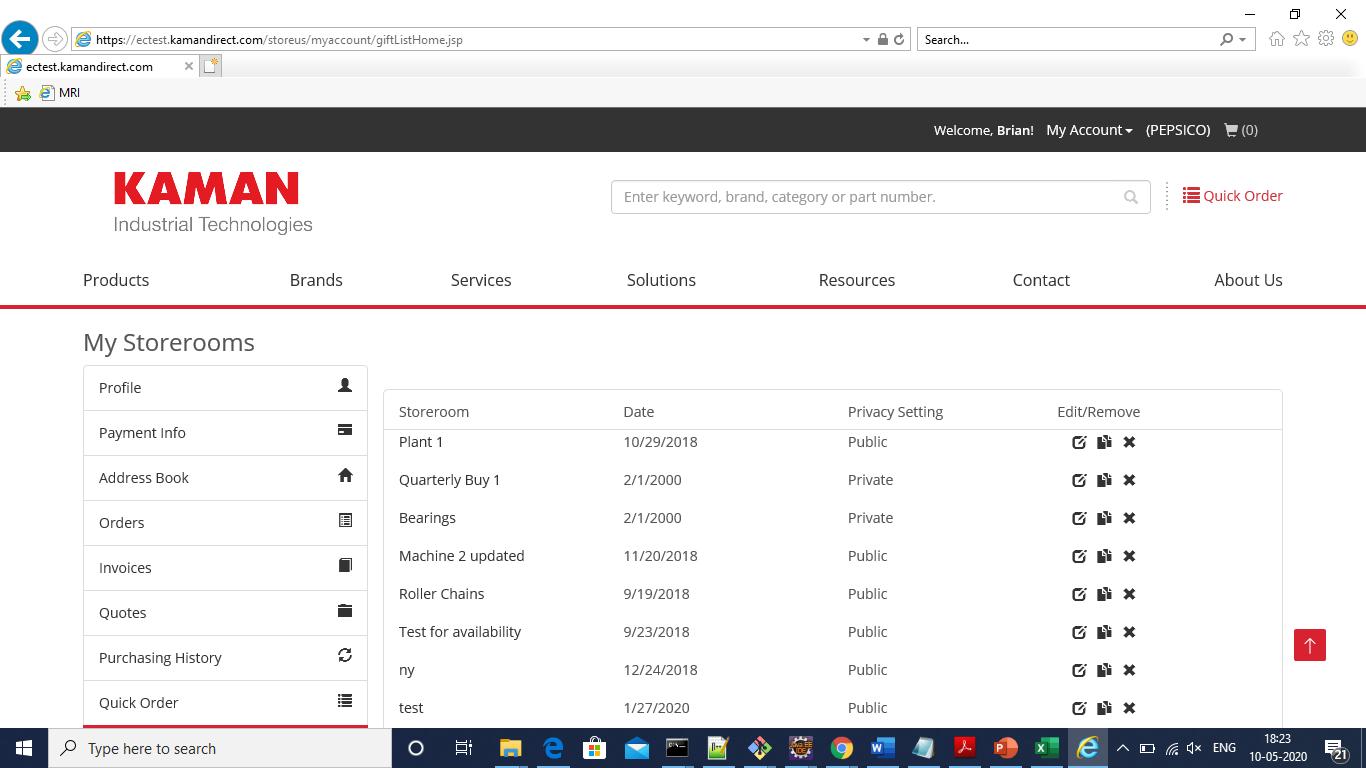 https://ectest.kamandirect.com/storeus/myaccount/giftListHome.jsp
Search...
ectest.kamandirect.com
MRI
Welcome, Brian! My Account (PEPSICO) (0)
KAMAN
Industrial Technologies
Enter keyword, brand, category or part number.
Quick Order
Products Brands Services Solutions Resources Contact About Us
My Storerooms
Profile
Payment Info
Address Book
Orders
Invoices
Quotes
Purchasing History
Quick Order
Storeroom Date Privacy Setting Edit/Remove
Plant 1 10/29/2018 Public
Quarterly Buy 1 2/1/2000 Private
Bearings 2/1/2000 Private
Machine 2 updated 11/20/2018 Public
Roller Chains 9/19/2018 Public
Test for availability 9/23/2018 Public
ny 12/24/2018 Public
test 1/27/2020 Public
Type here to search
ENG
18:23
10-05-2020
21